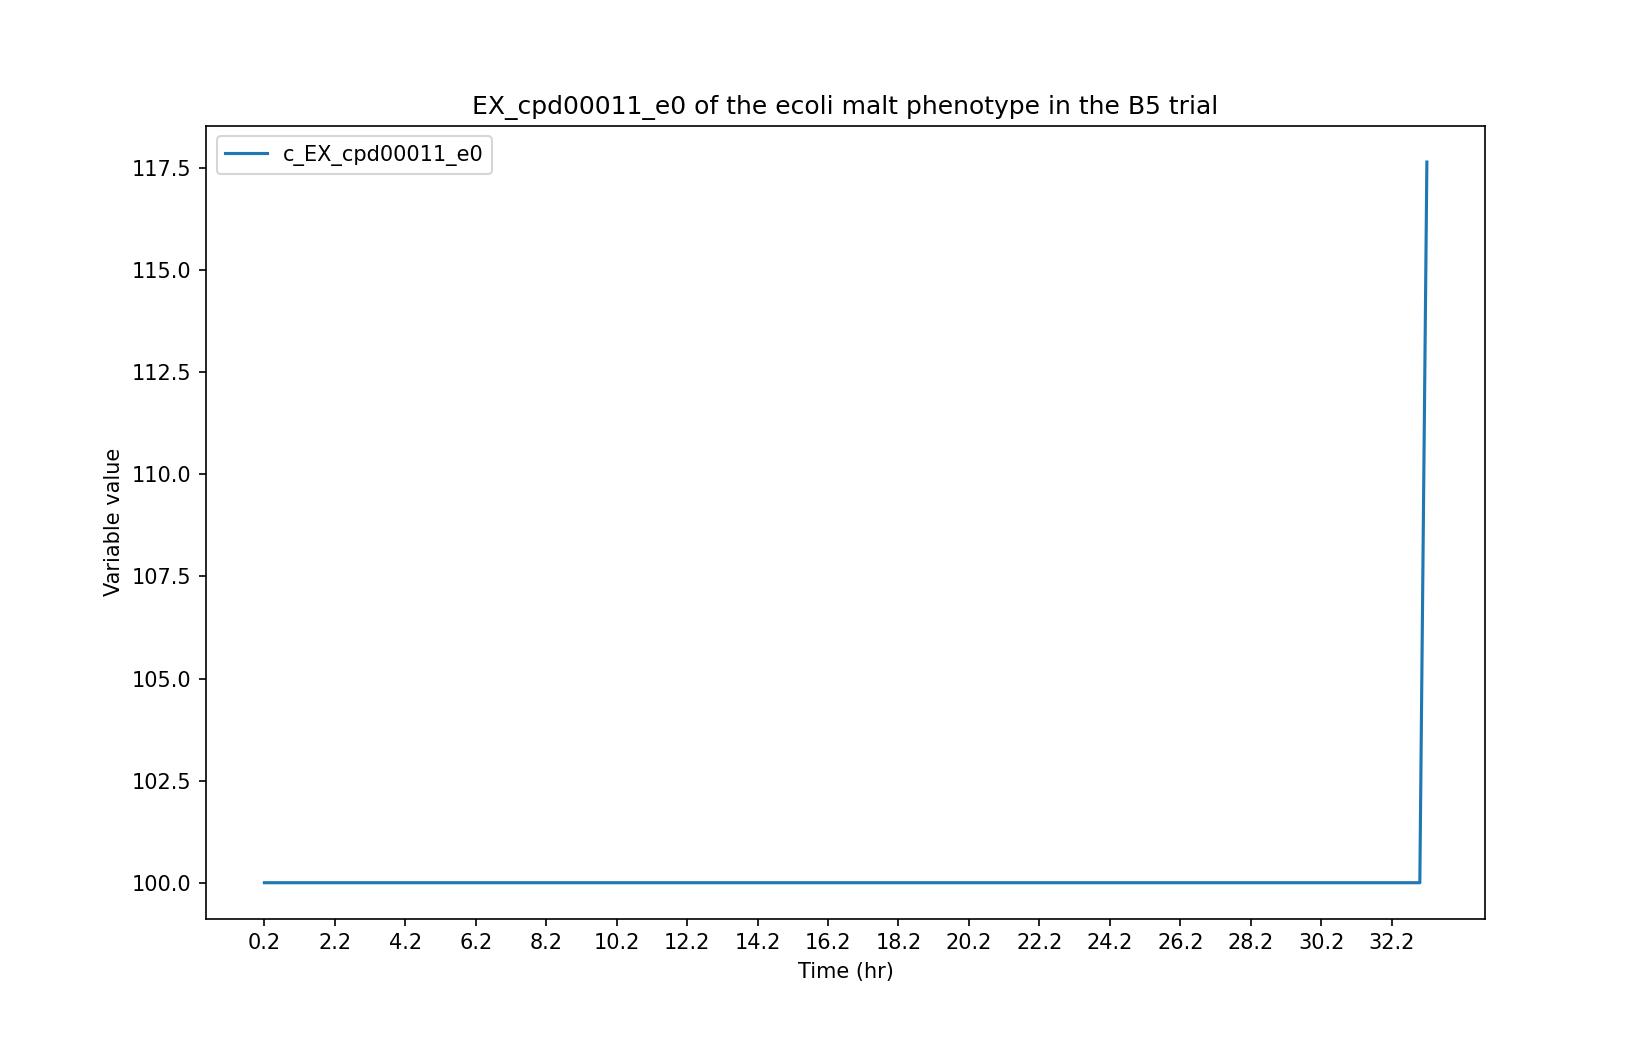 EX_cpd00011_e0 of the ecoli malt phenotype in the B5 trial
c_EX_cpd00011_e0
117.5
115.0
112.5
110.0
107.5
105.0
102.5
100.0
Variable value
0.2 2.2 4.2 6.2 8.2 10.2 12.2 14.2 16.2 18.2 20.2 22.2 24.2 26.2 28.2 30.2 32.2
Time (hr)